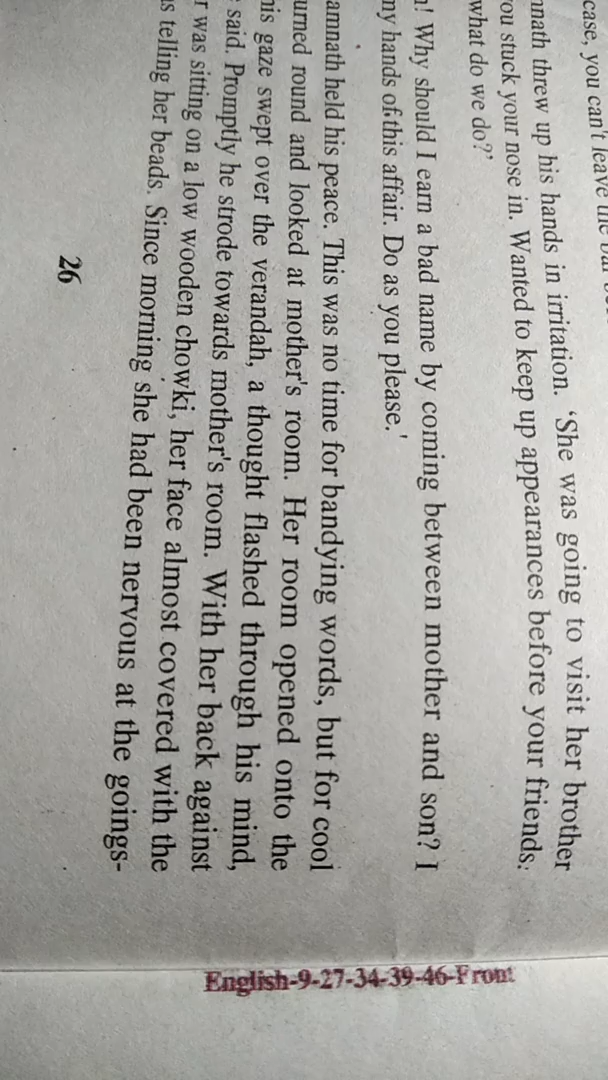 case, you can't leave the
threw up his hands in irritation. 'She was going to visit her brother
you stuck your nose in. Wanted to keep up appearances before your friends.
what do we do?'
Why should I earn a bad name by coming between mother and son? I
my hands of this affair. Do as you please.'
amnath held his peace. This was no time for bandying words, but for cool
urned round and looked at mother's room. Her room opened onto the
his gaze swept over the verandah, a thought flashed through his mind,
said. Promptly he strode towards mother's room. With her back against
r was sitting on a low wooden chowki, her face almost covered with the
as telling her beads. Since morning she had been nervous at the goings-
26
English-9-27-34-39-46-Front